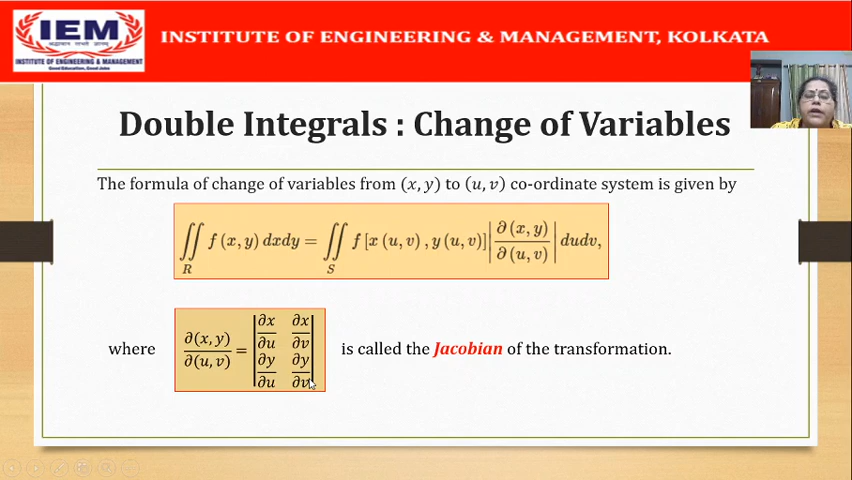 IEM
INSTITUTE OF ENGINEERING & MANAGEMENT
Good Education, Good Jobs
INSTITUTE OF ENGINEERING & MANAGEMENT, KOLKATA
Double Integrals : Change of Variables
The formula of change of variables from (x, y) to (u, v) co-ordinate system is given by
∬_R f (x, y) dxdy = ∬_S f [x (u, v) , y (u, v)] |∂ (x, y) / ∂ (u, v)| dudv,
where ∂(x, y)/∂(u, v) = |∂x/∂u ∂x/∂v ; ∂y/∂u ∂y/∂v| is called the Jacobian of the transformation.